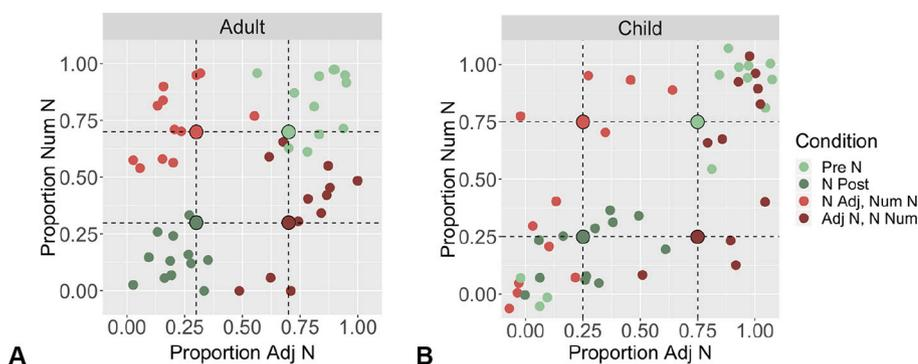 Adult
Proportion Num N
1.00
0.75
0.50
0.25
0.00
0.00 0.25 0.50 0.75 1.00
Proportion Adj N
A
Child
Proportion Num N
1.00
0.75
0.50
0.25
0.00
0.00 0.25 0.50 0.75 1.00
Proportion Adj N
B
Condition
Pre N
N Post
N Adj, Num N
Adj N, N Num